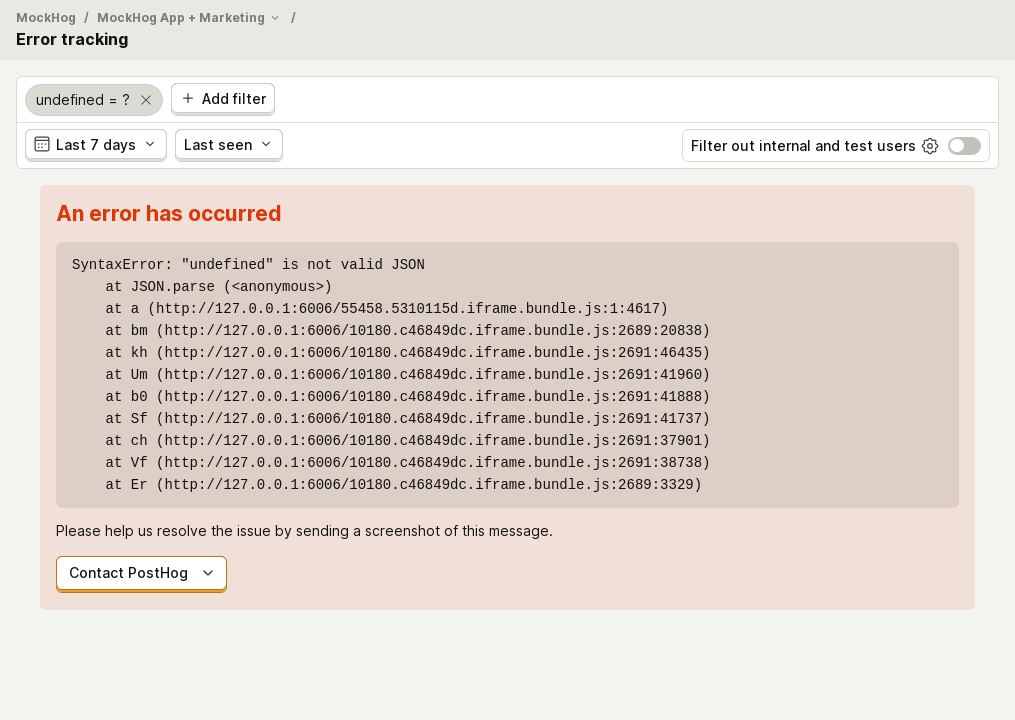 MockHog / MockHog App + Marketing /
Error tracking
undefined = ?
Add filter
Last 7 days
Last seen
Filter out internal and test users
An error has occurred
SyntaxError: "undefined" is not valid JSON
at JSON.parse (<anonymous>)
at a (http://127.0.0.1:6006/55458.5310115d.iframe.bundle.js:1:4617)
at bm (http://127.0.0.1:6006/10180.c46849dc.iframe.bundle.js:2689:20838)
at kh (http://127.0.0.1:6006/10180.c46849dc.iframe.bundle.js:2691:46435)
at Um (http://127.0.0.1:6006/10180.c46849dc.iframe.bundle.js:2691:41960)
at b0 (http://127.0.0.1:6006/10180.c46849dc.iframe.bundle.js:2691:41888)
at Sf (http://127.0.0.1:6006/10180.c46849dc.iframe.bundle.js:2691:41737)
at ch (http://127.0.0.1:6006/10180.c46849dc.iframe.bundle.js:2691:37901)
at Vf (http://127.0.0.1:6006/10180.c46849dc.iframe.bundle.js:2691:38738)
at Er (http://127.0.0.1:6006/10180.c46849dc.iframe.bundle.js:2689:3329)
Please help us resolve the issue by sending a screenshot of this message.
Contact PostHog